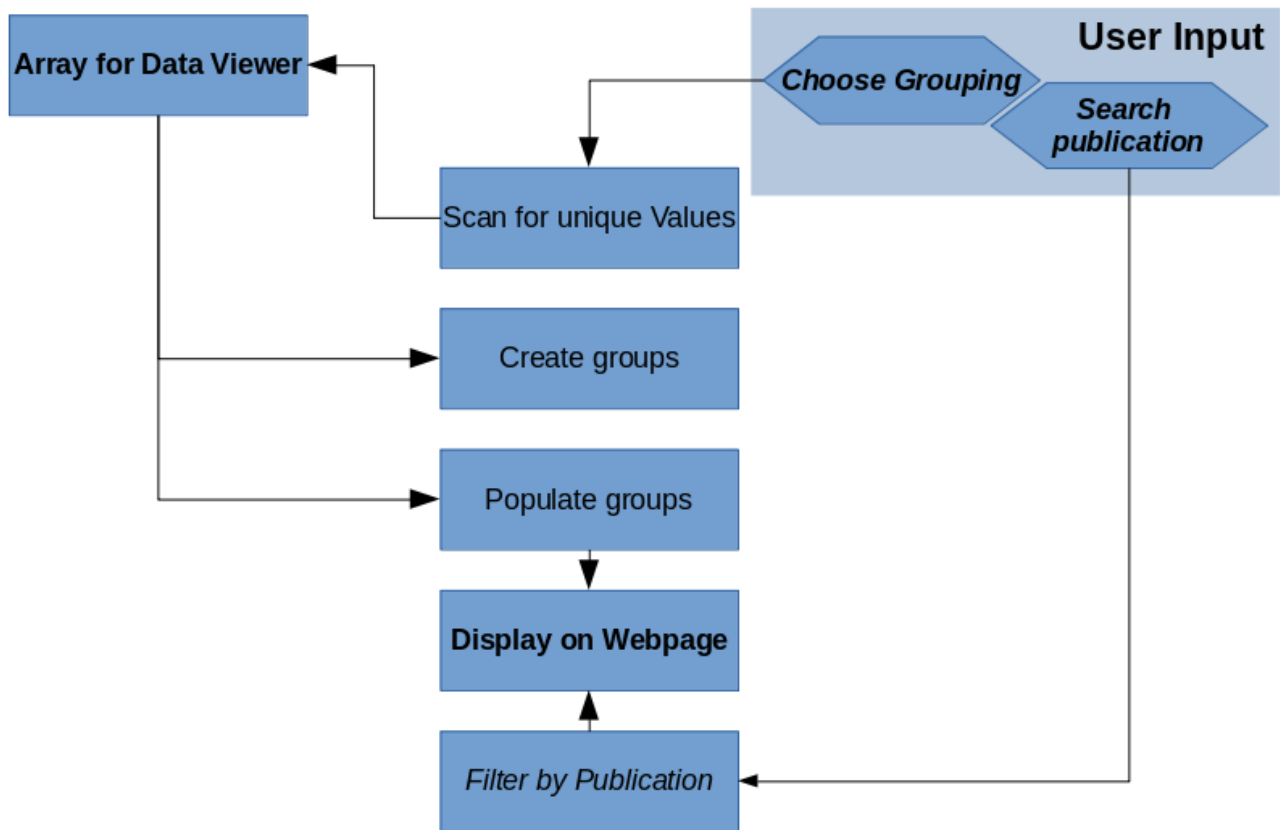 Array for Data Viewer
User Input
Choose Grouping
Search
publication
Scan for unique Values
Create groups
Populate groups
Display on Webpage
Filter by Publication